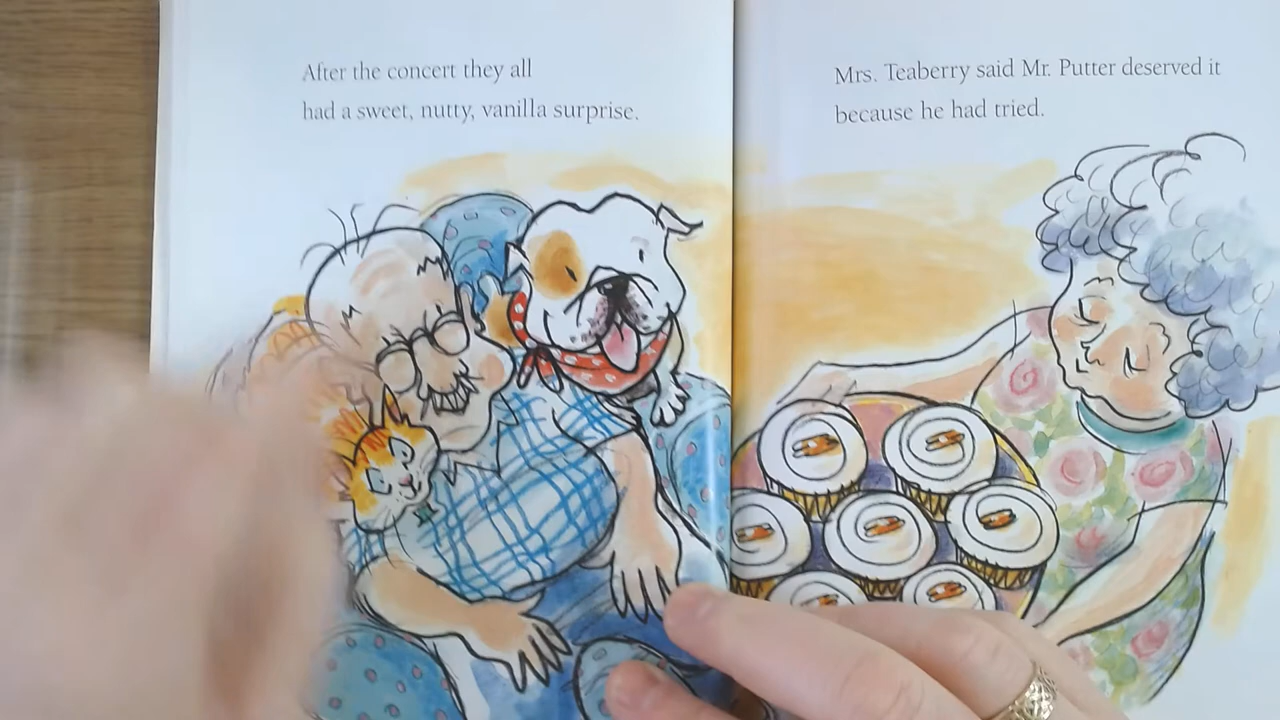 After the concert they all
had a sweet, nutty, vanilla surprise.
Mrs. Teaberry said Mr. Putter deserved it
because he had tried.